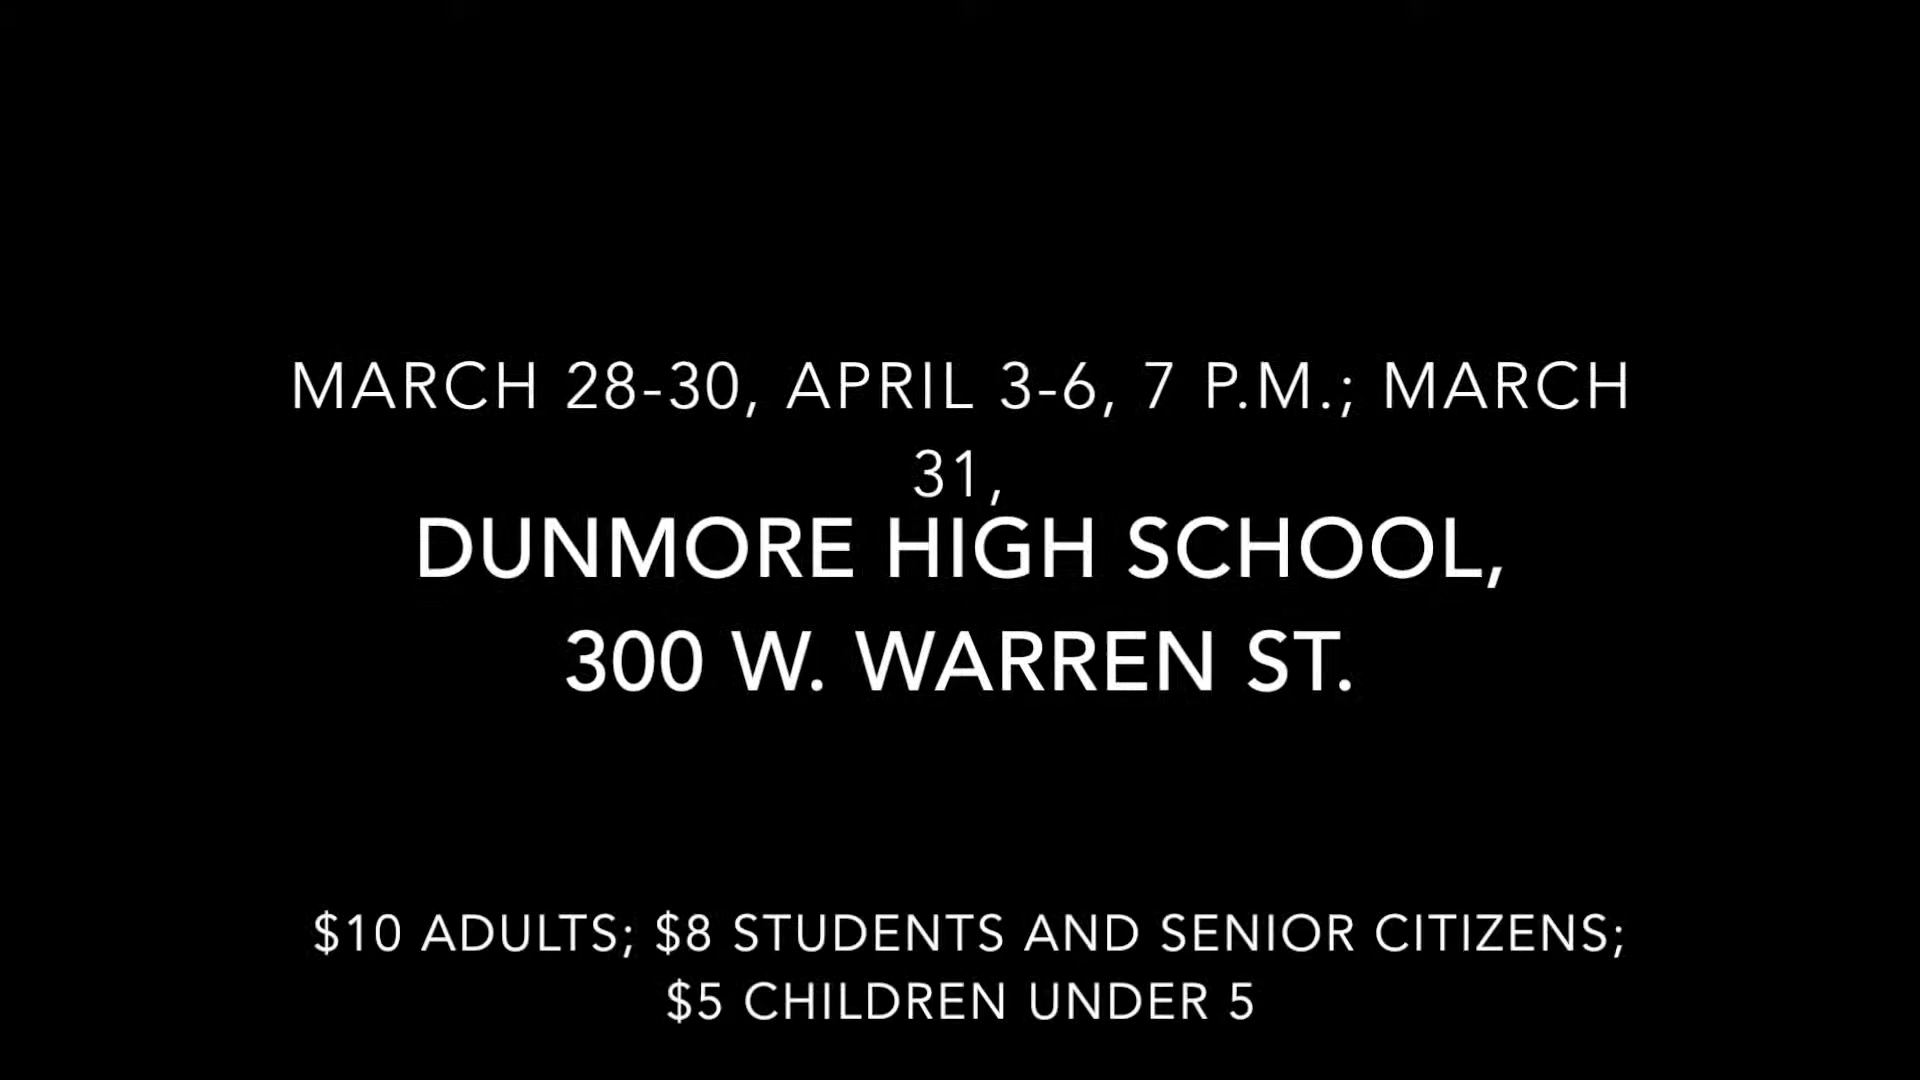 MARCH 28-30, APRIL 3-6, 7 P.M.; MARCH
31,
DUNMORE HIGH SCHOOL,
300 W. WARREN ST.
$10 ADULTS; $8 STUDENTS AND SENIOR CITIZENS;
$5 CHILDREN UNDER 5